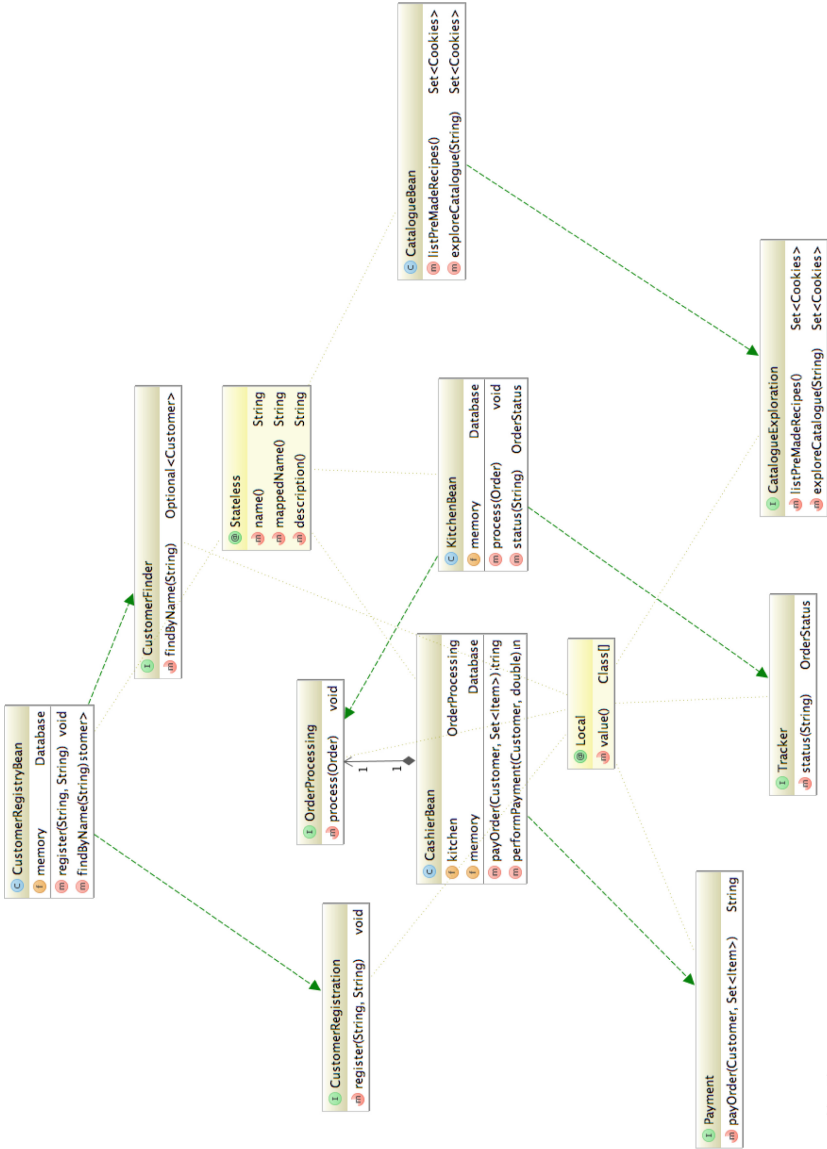 C CustomerRegistryBean
f memory Database
m register(String, String) void
m findByName(String) stomer>
I CustomerFinder
m findByName(String) Optional<Customer>
@ Stateless
m name() String
m mappedName() String
m description() String
I OrderProcessing
m process(Order) void
I CustomerRegistration
m register(String, String) void
1
1
C CatalogueBean
m listPreMadeRecipes() Set<Cookies>
m exploreCatalogue(String) Set<Cookies>
C CashierBean
f kitchen OrderProcessing
f memory Database
m payOrder(Customer, Set<Item>) tring
m performPayment(Customer, double)
C KitchenBean
f memory Database
m process(Order) void
m status(String) OrderStatus
@ Local
m value() Class[]
I Payment
m payOrder(Customer, Set<Item>) String
I Tracker
m status(String) OrderStatus
I CatalogueExploration
m listPreMadeRecipes() Set<Cookies>
m exploreCatalogue(String) Set<Cookies>